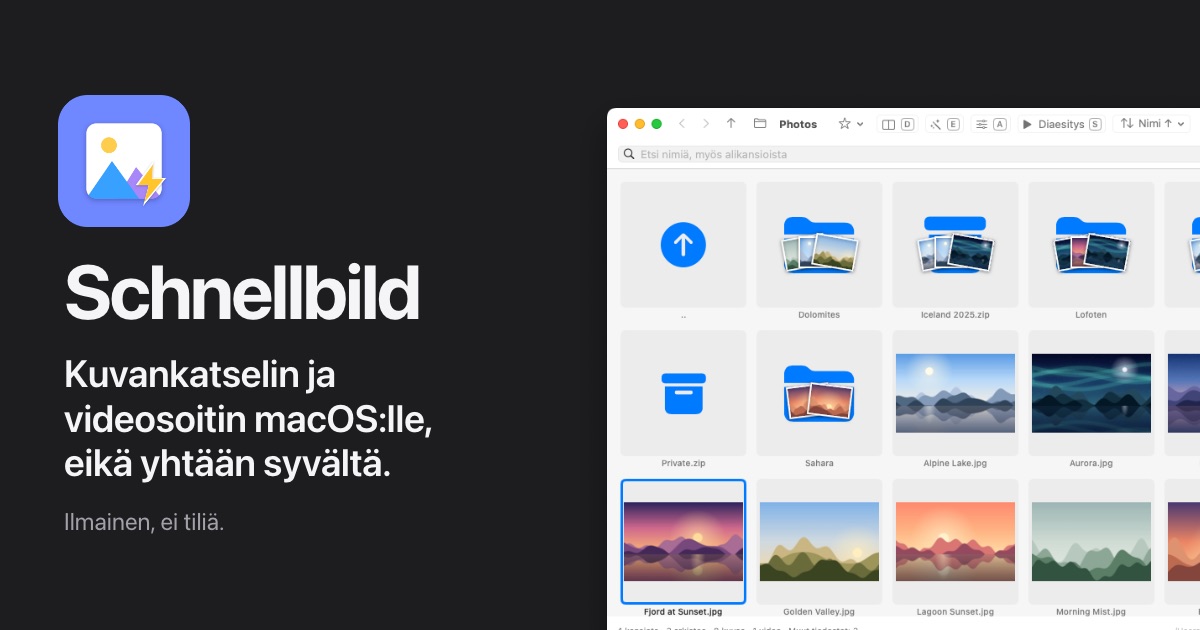 Schnellbild
Kuvankatselin ja
videosoitin macOS:lle,
eikä yhtään syvältä.
Ilmainen, ei tiliä.
Photos
D
E
A
Diaesitys S
Nimi ↑
Etsi nimiä, myös alikansioista
..
Dolomites
Iceland 2025.zip
Lofoten
Private.zip
Sahara
Alpine Lake.jpg
Aurora.jpg
Fjord at Sunset.jpg
Golden Valley.jpg
Lagoon Sunset.jpg
Morning Mist.jpg